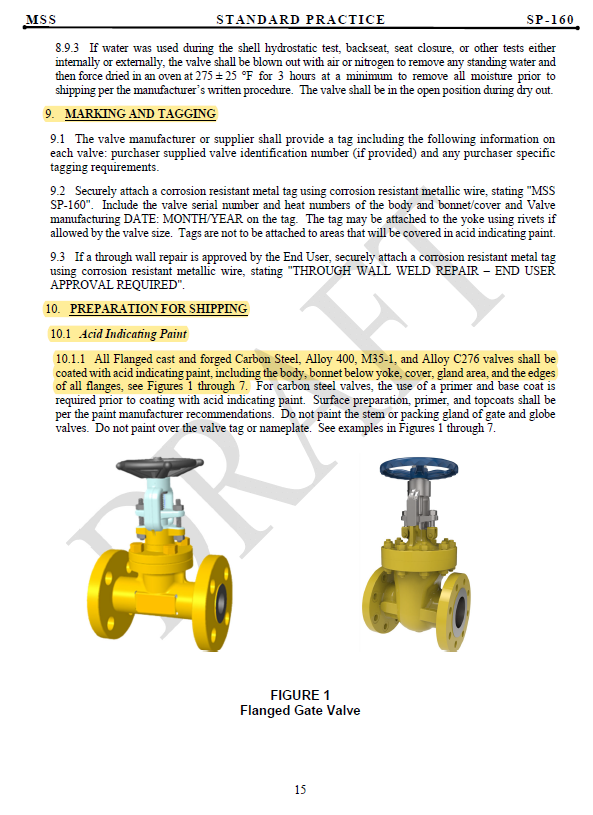 MSS STANDARD PRACTICE SP-160
8.9.3 If water was used during the shell hydrostatic test, backseat, seat closure, or other tests either
internally or externally, the valve shall be blown out with air or nitrogen to remove any standing water and
then force dried in an oven at 275 ± 25 °F for 3 hours at a minimum to remove all moisture prior to
shipping per the manufacturer's written procedure. The valve shall be in the open position during dry out.
9. MARKING AND TAGGING
9.1 The valve manufacturer or supplier shall provide a tag including the following information on
each valve: purchaser supplied valve identification number (if provided) and any purchaser specific
tagging requirements.
9.2 Securely attach a corrosion resistant metal tag using corrosion resistant metallic wire, stating "MSS
SP-160". Include the valve serial number and heat numbers of the body and bonnet/cover and Valve
manufacturing DATE: MONTH/YEAR on the tag. The tag may be attached to the yoke using rivets if
allowed by the valve size. Tags are not to be attached to areas that will be covered in acid indicating paint.
9.3 If a through wall repair is approved by the End User, securely attach a corrosion resistant metal tag
using corrosion resistant metallic wire, stating "THROUGH WALL WELD REPAIR – END USER
APPROVAL REQUIRED".
10. PREPARATION FOR SHIPPING
10.1 Acid Indicating Paint
10.1.1 All Flanged cast and forged Carbon Steel, Alloy 400, M35-1, and Alloy C276 valves shall be
coated with acid indicating paint, including the body, bonnet below yoke, cover, gland area, and the edges
of all flanges, see Figures 1 through 7. For carbon steel valves, the use of a primer and base coat is
required prior to coating with acid indicating paint. Surface preparation, primer, and topcoats shall be
per the paint manufacturer recommendations. Do not paint the stem or packing gland of gate and globe
valves. Do not paint over the valve tag or nameplate. See examples in Figures 1 through 7.
DRAFT
FIGURE 1
Flanged Gate Valve
15